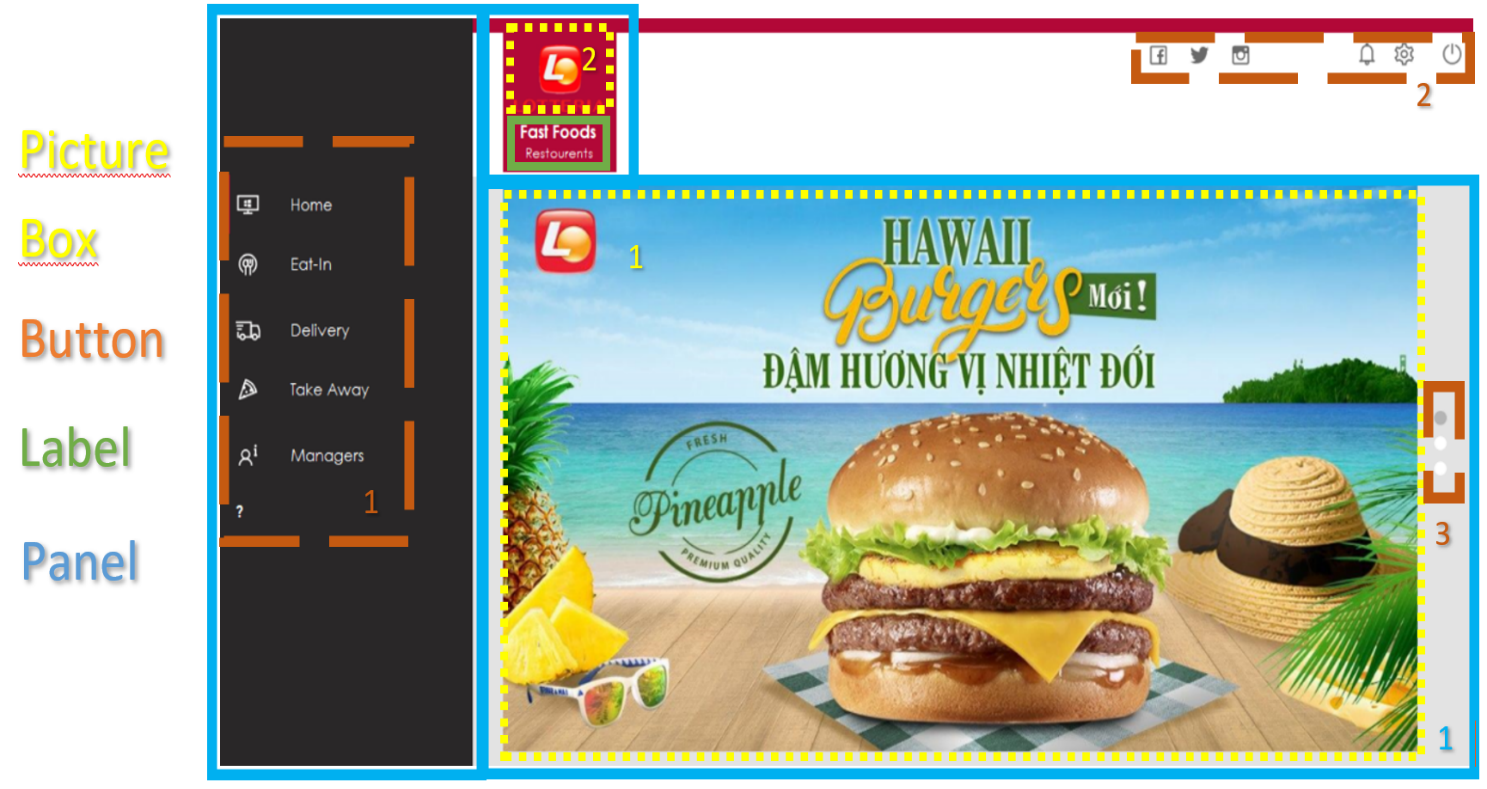 Picture
Box
Button
Label
Panel
Home
Eat-In
Delivery
Take Away
Managers
?
1
2
LOTTERIA
Fast Foods
Restourents
2
1
HAWAII
Burgers Mới!
ĐẬM HƯƠNG VỊ NHIỆT ĐỚI
FRESH
Pineapple
PREMIUM QUALITY
3
1